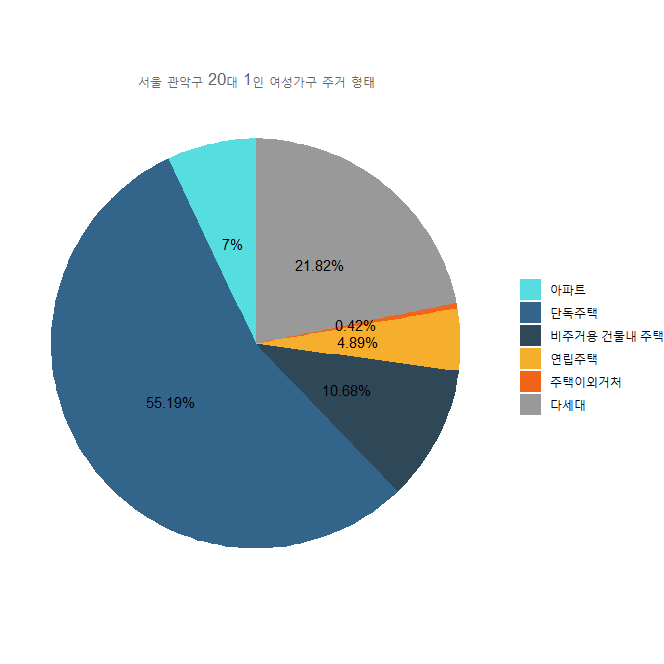 서울 관악구 20대 1인 여성가구 주거 형태
7%
21.82%
0.42%
4.89%
10.68%
55.19%
아파트
단독주택
비주거용 건물내 주택
연립주택
주택이외거처
다세대